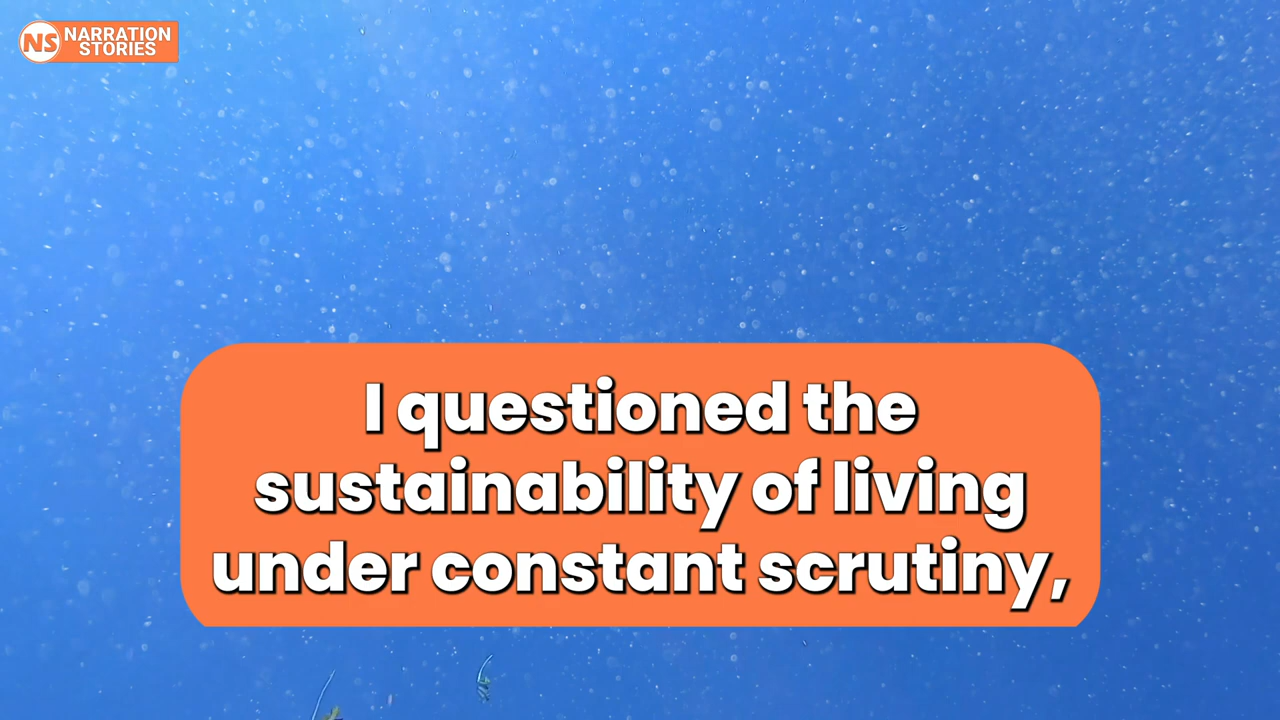 NS NARRATION
STORIES
I questioned the
sustainability of living
under constant scrutiny,